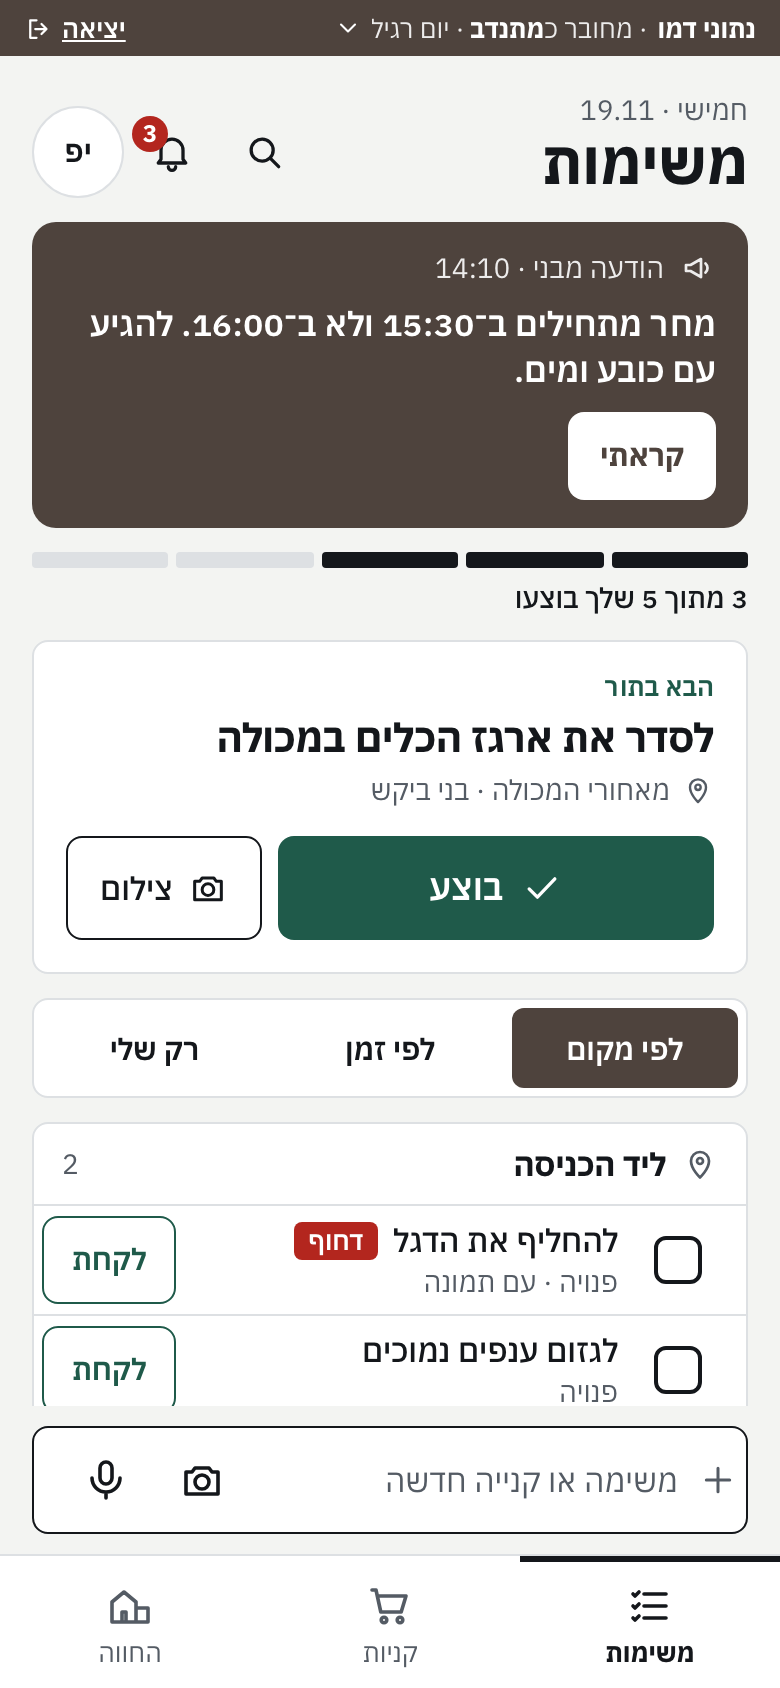 נתוני דמו · מחובר כמתנדב · יום רגיל
יציאה
חמישי · 19.11
משימות
3
יפ
הודעה מבני · 14:10
מחר מתחילים ב־15:30 ולא ב־16:00. להגיע
עם כובע ומים.
קראתי
3 מתוך 5 שלך בוצעו
הבא בתור
לסדר את ארגז הכלים במכולה
מאחורי המכולה · בני ביקש
בוצע
צילום
לפי מקום
לפי זמן
רק שלי
ליד הכניסה
2
להחליף את הדגל דחוף
פנויה · עם תמונה
לקחת
לגזום ענפים נמוכים
פנויה
לקחת
משימה או קנייה חדשה
משימות
קניות
החווה